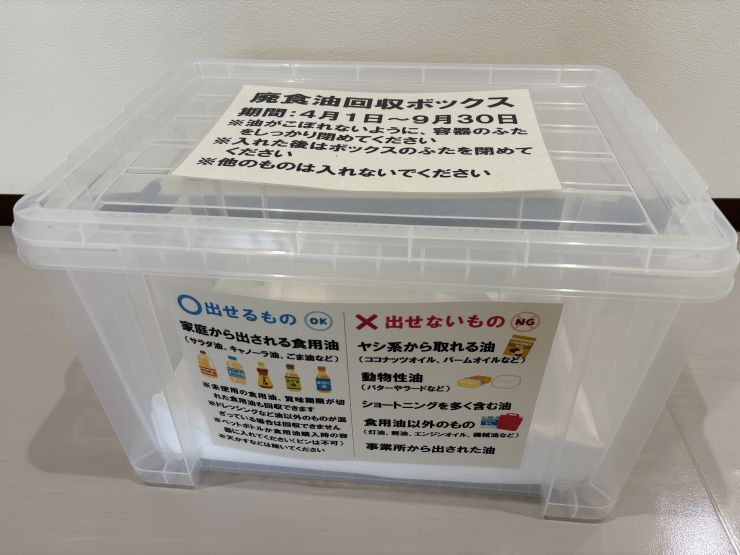 廃食油回収ボックス
期間:4月1日~9月30日
※油がこぼれないように、容器のふた
をしっかり閉めてください
※入れた後はボックスのふたを閉めて
ください
※他のものは入れないでください
○出せるもの OK
家庭から出される食用油
(サラダ油、キャノーラ油、ごま油など)
※未使用の食用油、賞味期限が切
れた食用油も回収できます
※ドレッシングなど油以外のものが混
ざっている場合は回収できません
※ペットボトルか食用油購入時の容
器に入れてください(ビンは不可)
※天かすなどは除いてください
×出せないもの NG
ヤシ系から取れる油
(ココナッツオイル、パームオイルなど)
動物性油
(バターやラードなど)
ショートニングを多く含む油
食用油以外のもの
(灯油、軽油、エンジンオイル、機械油など)
事業所から出された油